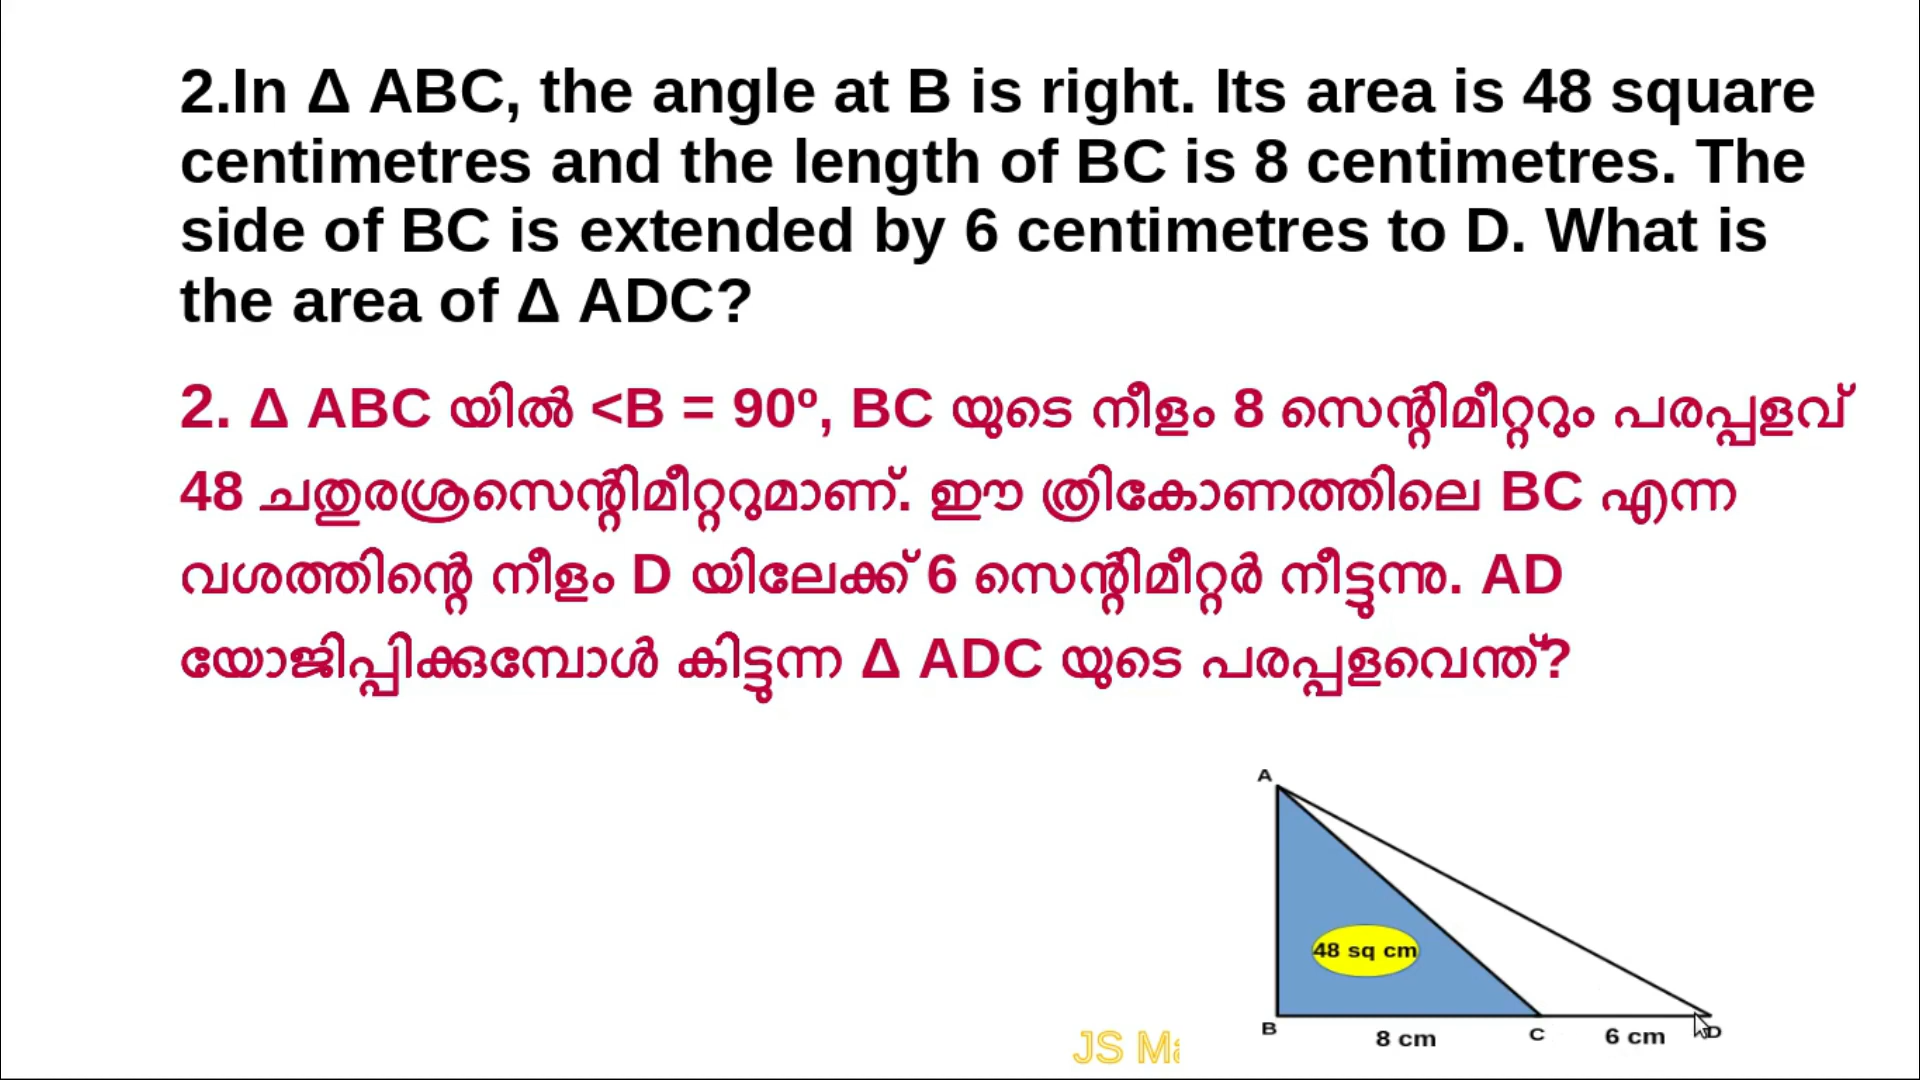 2.In Δ ABC, the angle at B is right. Its area is 48 square
centimetres and the length of BC is 8 centimetres. The
side of BC is extended by 6 centimetres to D. What is
the area of Δ ADC?
2. Δ ABC യിൽ <B = 90º, BC യുടെ നീളം 8 സെന്റിമീറ്ററും പരപ്പളവ്
48 ചതുരശ്രസെന്റിമീറ്ററുമാണ്. ഈ ത്രികോണത്തിലെ BC എന്ന
വശത്തിന്റെ നീളം D യിലേക്ക് 6 സെന്റിമീറ്റർ നീട്ടുന്നു. AD
യോജിപ്പിക്കുമ്പോൾ കിട്ടുന്ന Δ ADC യുടെ പരപ്പളവെന്ത്?
A
48 sq cm
B
8 cm
C
6 cm
D
JS